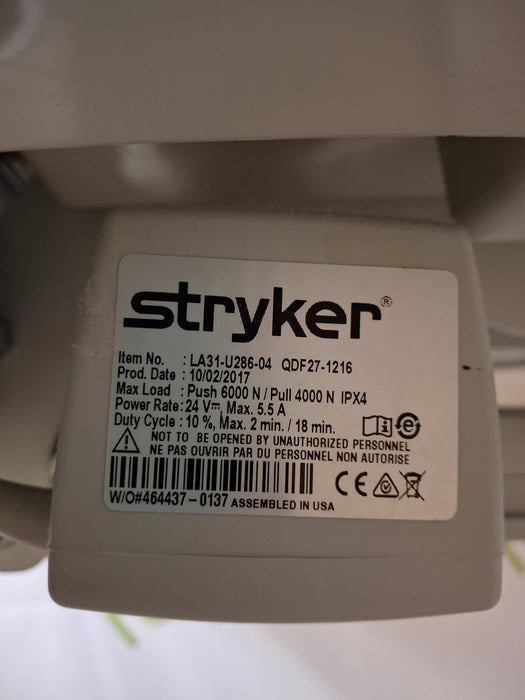 stryker®
Item No. : LA31-U286-04 QDF27-1216
Prod. Date : 10/02/2017
Max Load : Push 6000 N / Pull 4000 N IPX4
Power Rate : 24 V⎓, Max. 5.5 A
Duty Cycle : 10 %, Max. 2 min. / 18 min.
NOT TO BE OPENED BY UNAUTHORIZED PERSONNEL
NE PAS OUVRIR PAR DU PERSONNEL NON AUTORISE
CE
W/O#464437-0137 ASSEMBLED IN USA